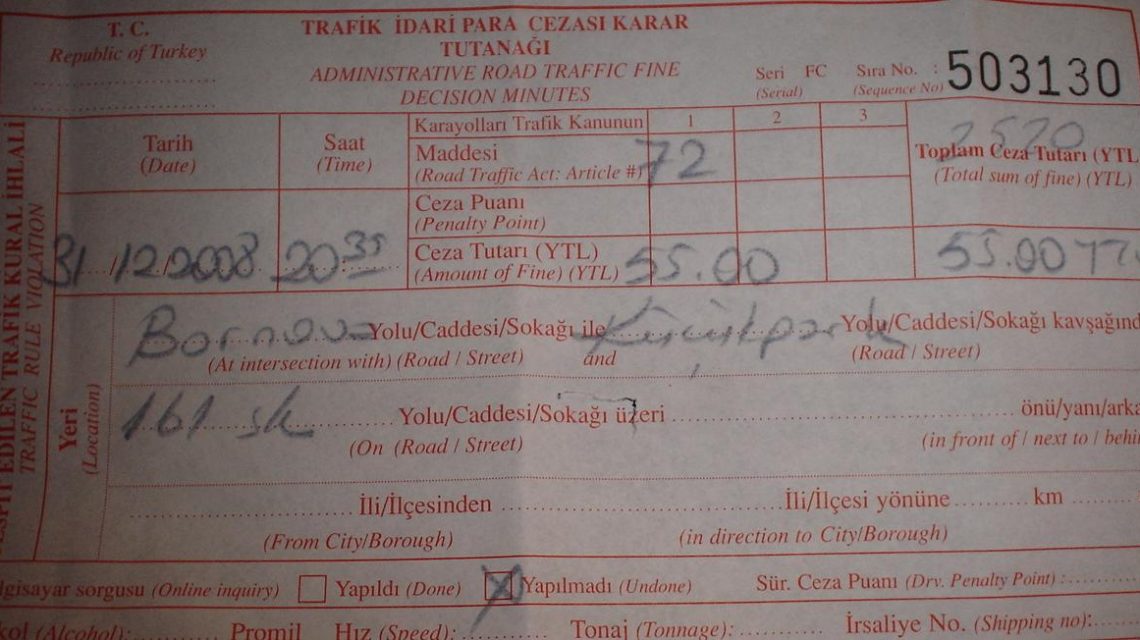 T. C.
Republic of Turkey
TRAFİK İDARİ PARA CEZASI KARAR
TUTANAĞI
ADMINISTRATIVE ROAD TRAFFIC FINE
DECISION MINUTES
Seri FC
(Serial)
Sıra No. :
(Sequence No)
503130
TRAFİK KURAL İHLALİ
TRAFFIC RULE VIOLATION
Tarih
(Date)
Saat
(Time)
Karayolları Trafik Kanunun 1 2 3
Maddesi
(Road Traffic Act: Article #) 72
2520
Toplam Ceza Tutarı (YTL
(Total sum of fine) (YTL)
Ceza Puanı
(Penalty Point)
31/12/2008 20 35
Ceza Tutarı (YTL)
(Amount of Fine) (YTL) 55.00
55.00
Yeri
(Location)
Bornova Yolu/Caddesi/Sokağı ile Küçükpark Yolu/Caddesi/Sokağı kavşağınd
(At intersection with) (Road / Street) and (Road / Street)
161 sk Yolu/Caddesi/Sokağı üzeri önü/yanı/arka
(On (Road / Street) (in front of / next to / behi
İli/İlçesinden İli/İlçesi yönüne km
(From City/Borough) (in direction to City/Borough)
lgisayar sorgusu (Online inquiry) Yapıldı (Done) X Yapılmadı (Undone) Sür. Ceza Puanı (Drv. Penalty Point) :
kol (Alcohol): Promil Hız (Speed): Tonaj (Tonnage): İrsaliye No. (Shipping no):